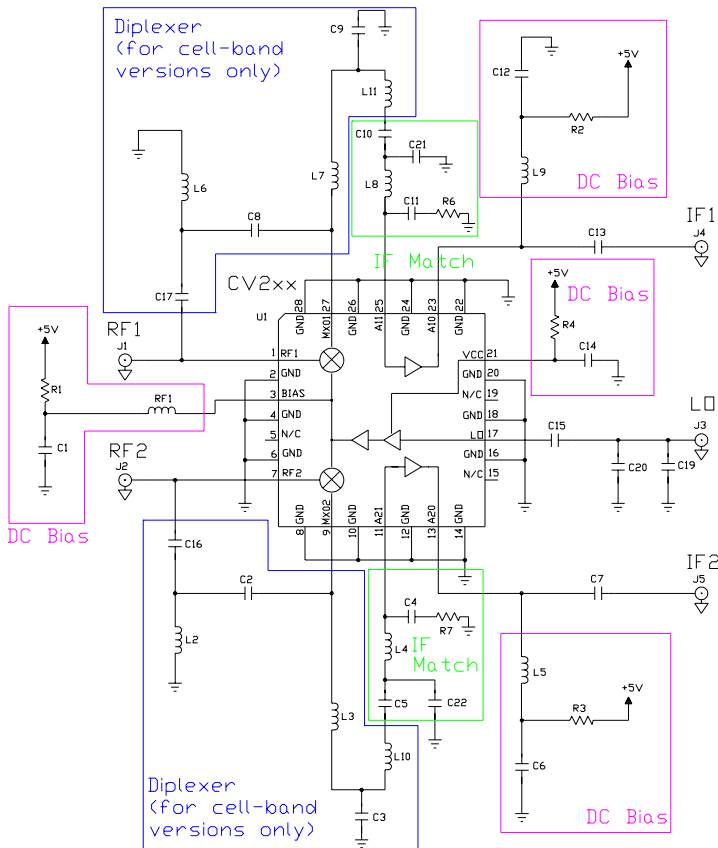 Diplexer
(for cell-band
versions only)
C9
L11
C10
C21
L7
L8
C11
R6
IF Match
C12
+5V
R2
L9
DC Bias
L6
C8
C17
C13
IF1
J4
CV2xx
U1
GND 28
MX01 27
GND 26
A11 25
GND 24
A10 23
GND 22
DC Bias
+5V
R4
C14
+5V
R1
RF1
C1
DC Bias
RF1
J1
RF2
J2
1 RF1
2 GND
3 BIAS
4 GND
5 N/C
6 GND
7 RF2
VCC 21
GND 20
N/C 19
GND 18
LO 17
GND 16
N/C 15
8 GND
9 MX02
10 GND
11 A21
12 GND
13 A20
14 GND
C15
LO
J3
C20
C19
C16
C2
L2
L3
C4
R7
L4
IF
Match
C5
C22
L10
C3
Diplexer
(for cell-band
versions only)
IF2
C7
J5
L5
+5V
R3
C6
DC Bias